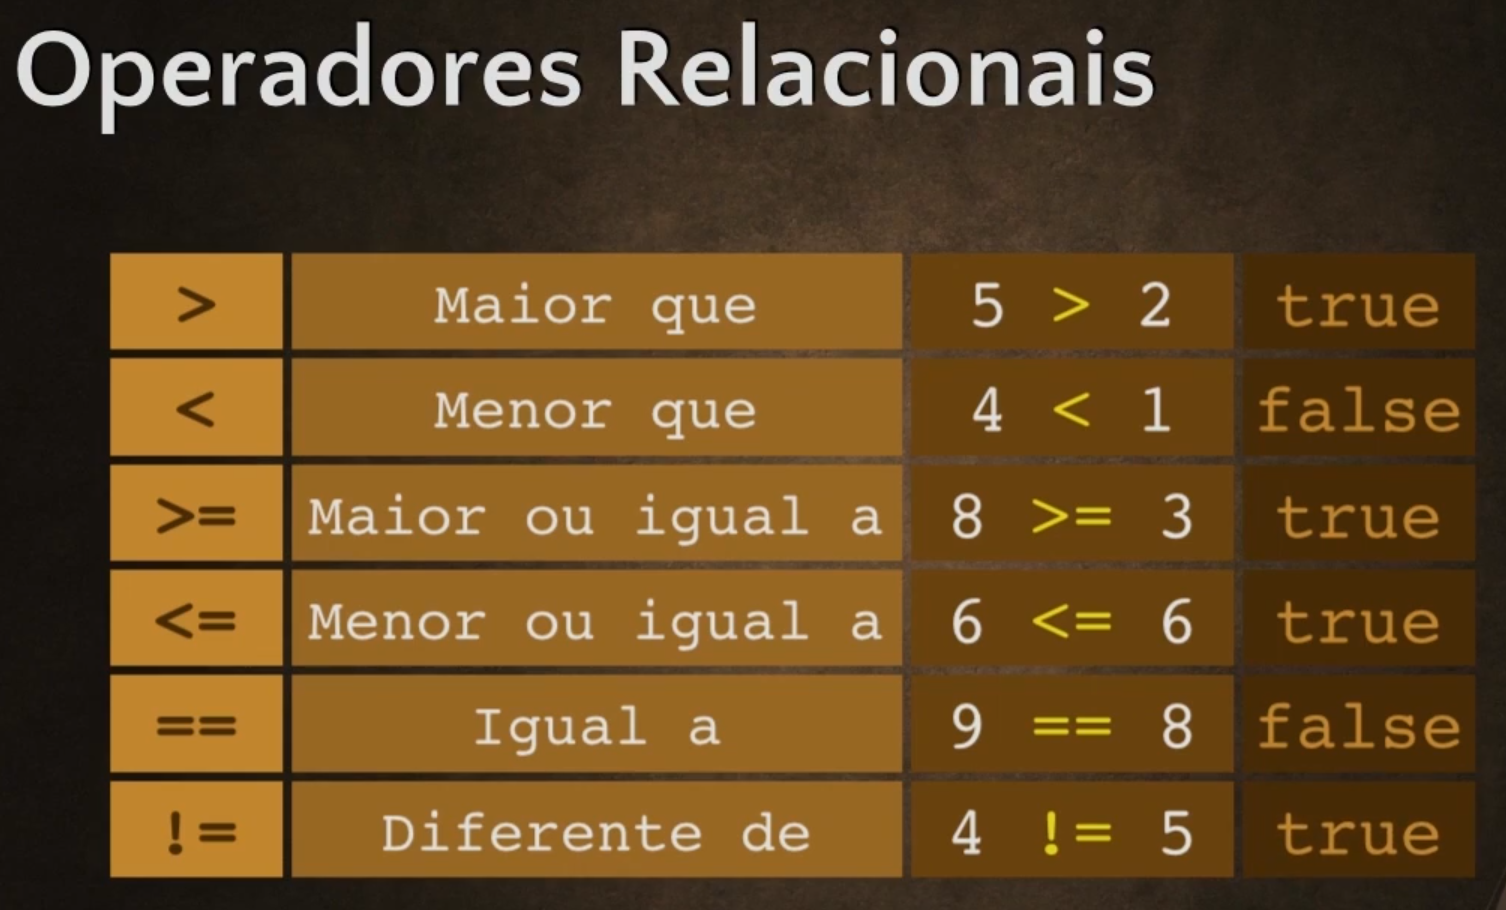 Operadores Relacionais
> Maior que 5 > 2 true
< Menor que 4 < 1 false
>= Maior ou igual a 8 >= 3 true
<= Menor ou igual a 6 <= 6 true
== Igual a 9 == 8 false
!= Diferente de 4 != 5 true